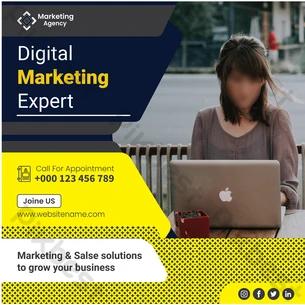 Marketing
Agency
Digital
Marketing
Expert
Call For Appointment
+000 123 456 789
Joine US
www.websitename.com
Marketing & Salse solutions
to grow your business